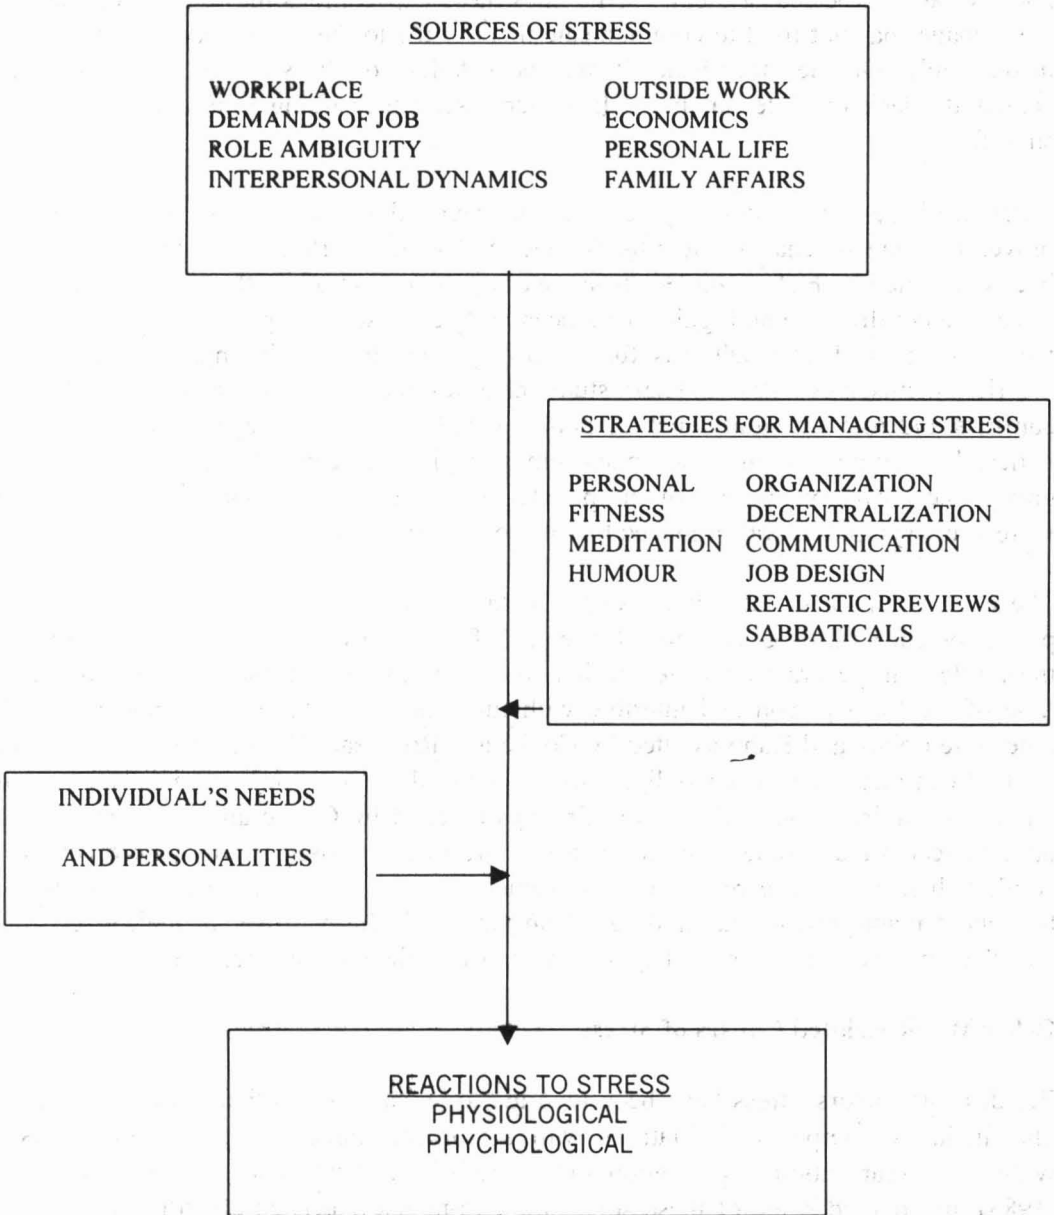 SOURCES OF STRESS
WORKPLACE OUTSIDE WORK
DEMANDS OF JOB ECONOMICS
ROLE AMBIGUITY PERSONAL LIFE
INTERPERSONAL DYNAMICS FAMILY AFFAIRS
STRATEGIES FOR MANAGING STRESS
PERSONAL ORGANIZATION
FITNESS DECENTRALIZATION
MEDITATION COMMUNICATION
HUMOUR JOB DESIGN
REALISTIC PREVIEWS
SABBATICALS
INDIVIDUAL'S NEEDS
AND PERSONALITIES
REACTIONS TO STRESS
PHYSIOLOGICAL
PHYCHOLOGICAL